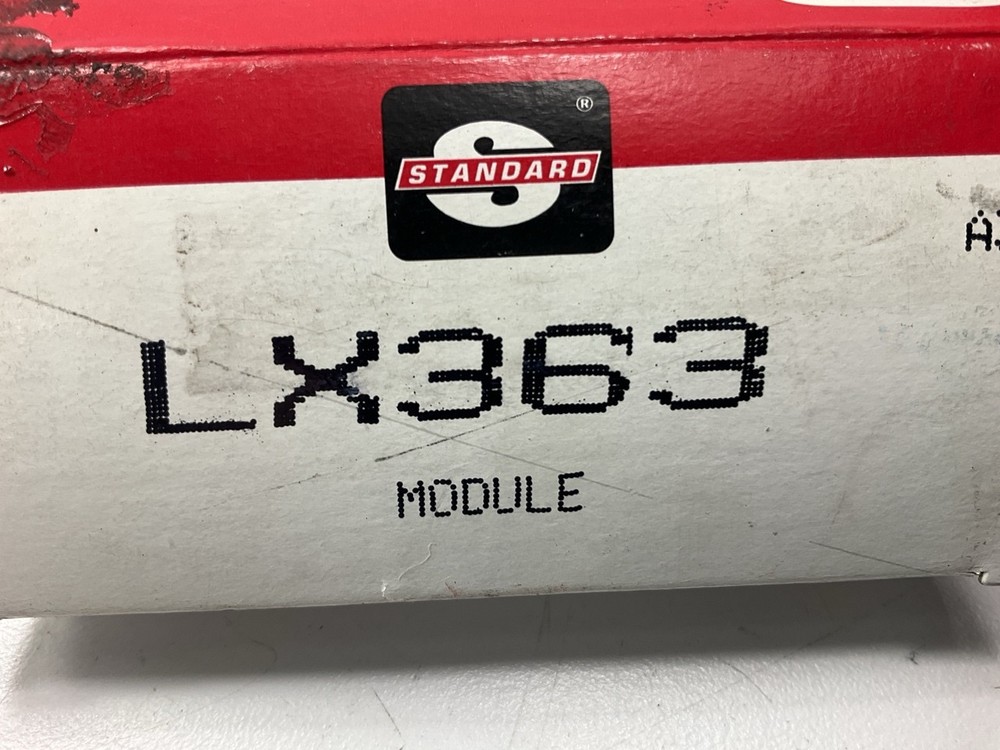 ®
STANDARD
LX363
MODULE